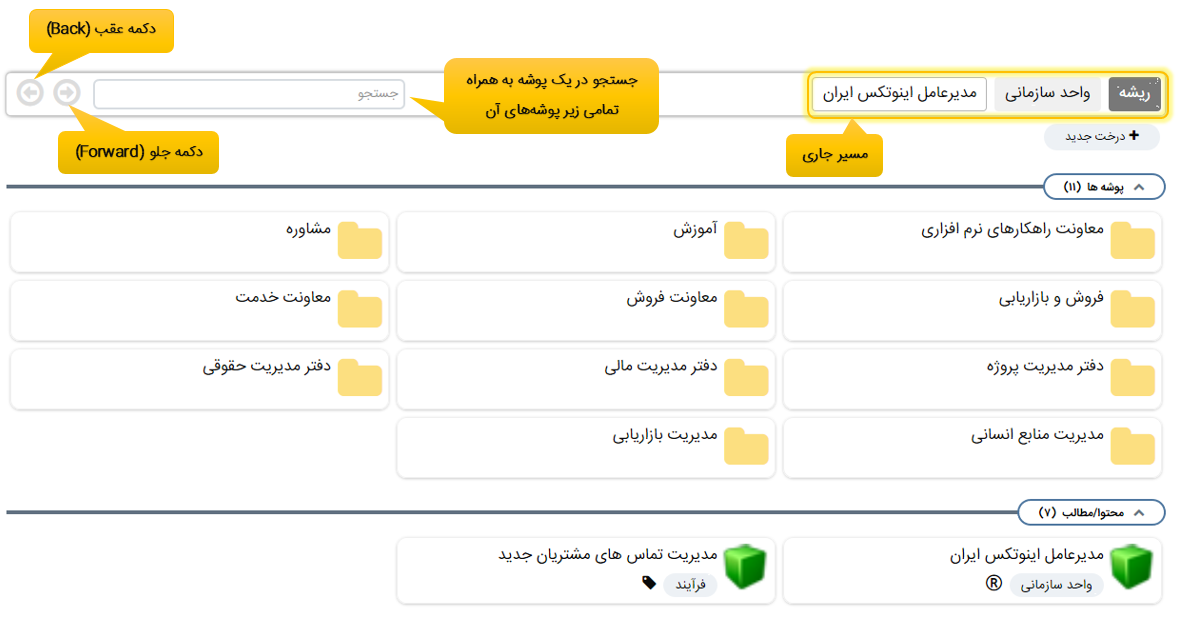 دکمه عقب (Back)
جستجو در یک پوشه به همراه
تمامی زیر پوشه‌های آن
ریشه
واحد سازمانی
مدیرعامل اینوتکس ایران
جستجو
دکمه جلو (Forward)
مسیر جاری
+ درخت جدید
پوشه ها (۱۱)
معاونت راهکارهای نرم افزاری
آموزش
مشاوره
فروش و بازاریابی
معاونت فروش
معاونت خدمت
دفتر مدیریت پروژه
دفتر مدیریت مالی
دفتر مدیریت حقوقی
مدیریت منابع انسانی
مدیریت بازاریابی
محتوا/مطالب (۷)
مدیرعامل اینوتکس ایران
واحد سازمانی ®
مدیریت تماس های مشتریان جدید
فرآیند